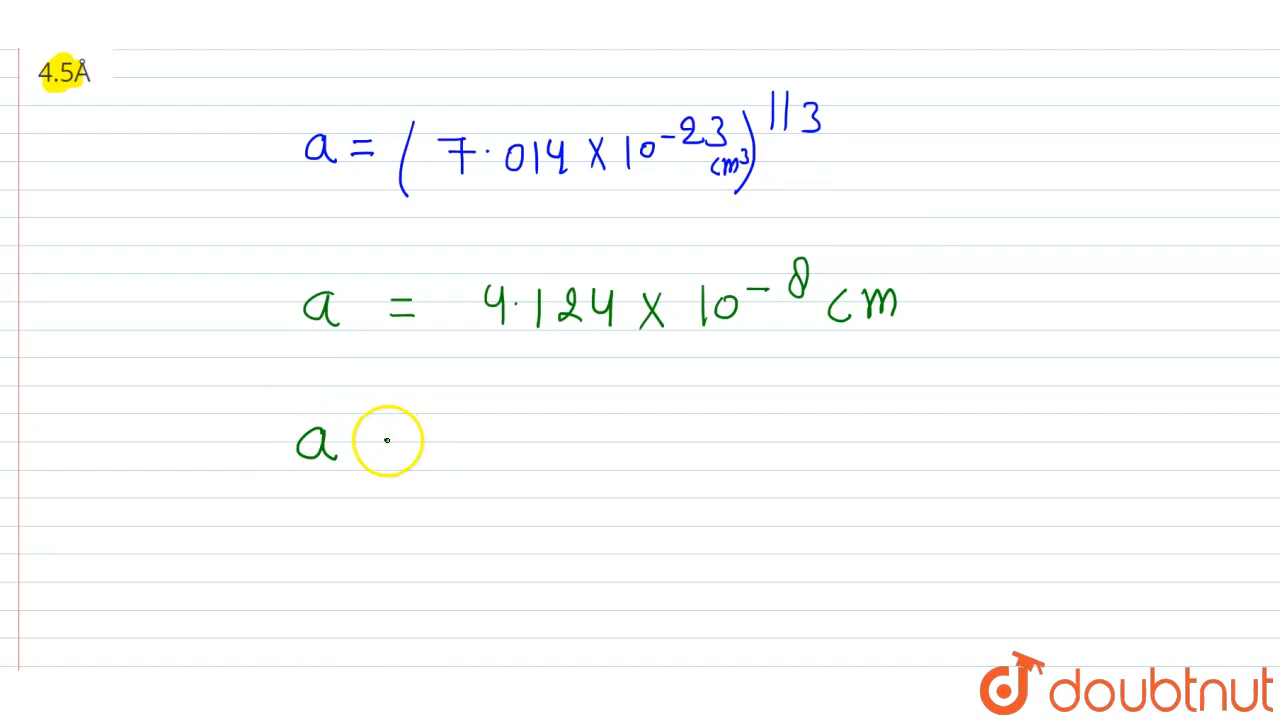 4.5Å
a = ( 7.014 × 10⁻²³ cm³)^1/3
a = 4.124 × 10⁻⁸ cm
a
doubtnut